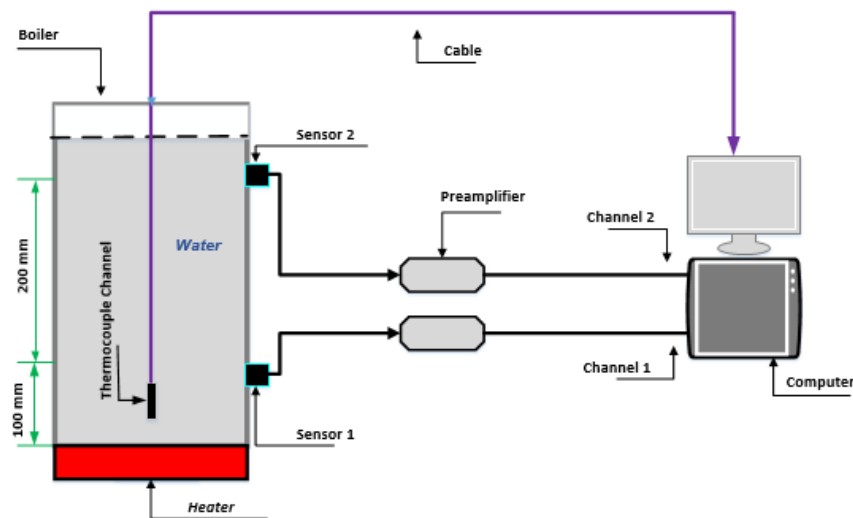 Boiler
Cable
Sensor 2
Preamplifier
Channel 2
Water
200 mm
Thermocouple Channel
100 mm
Channel 1
Computer
Sensor 1
Heater